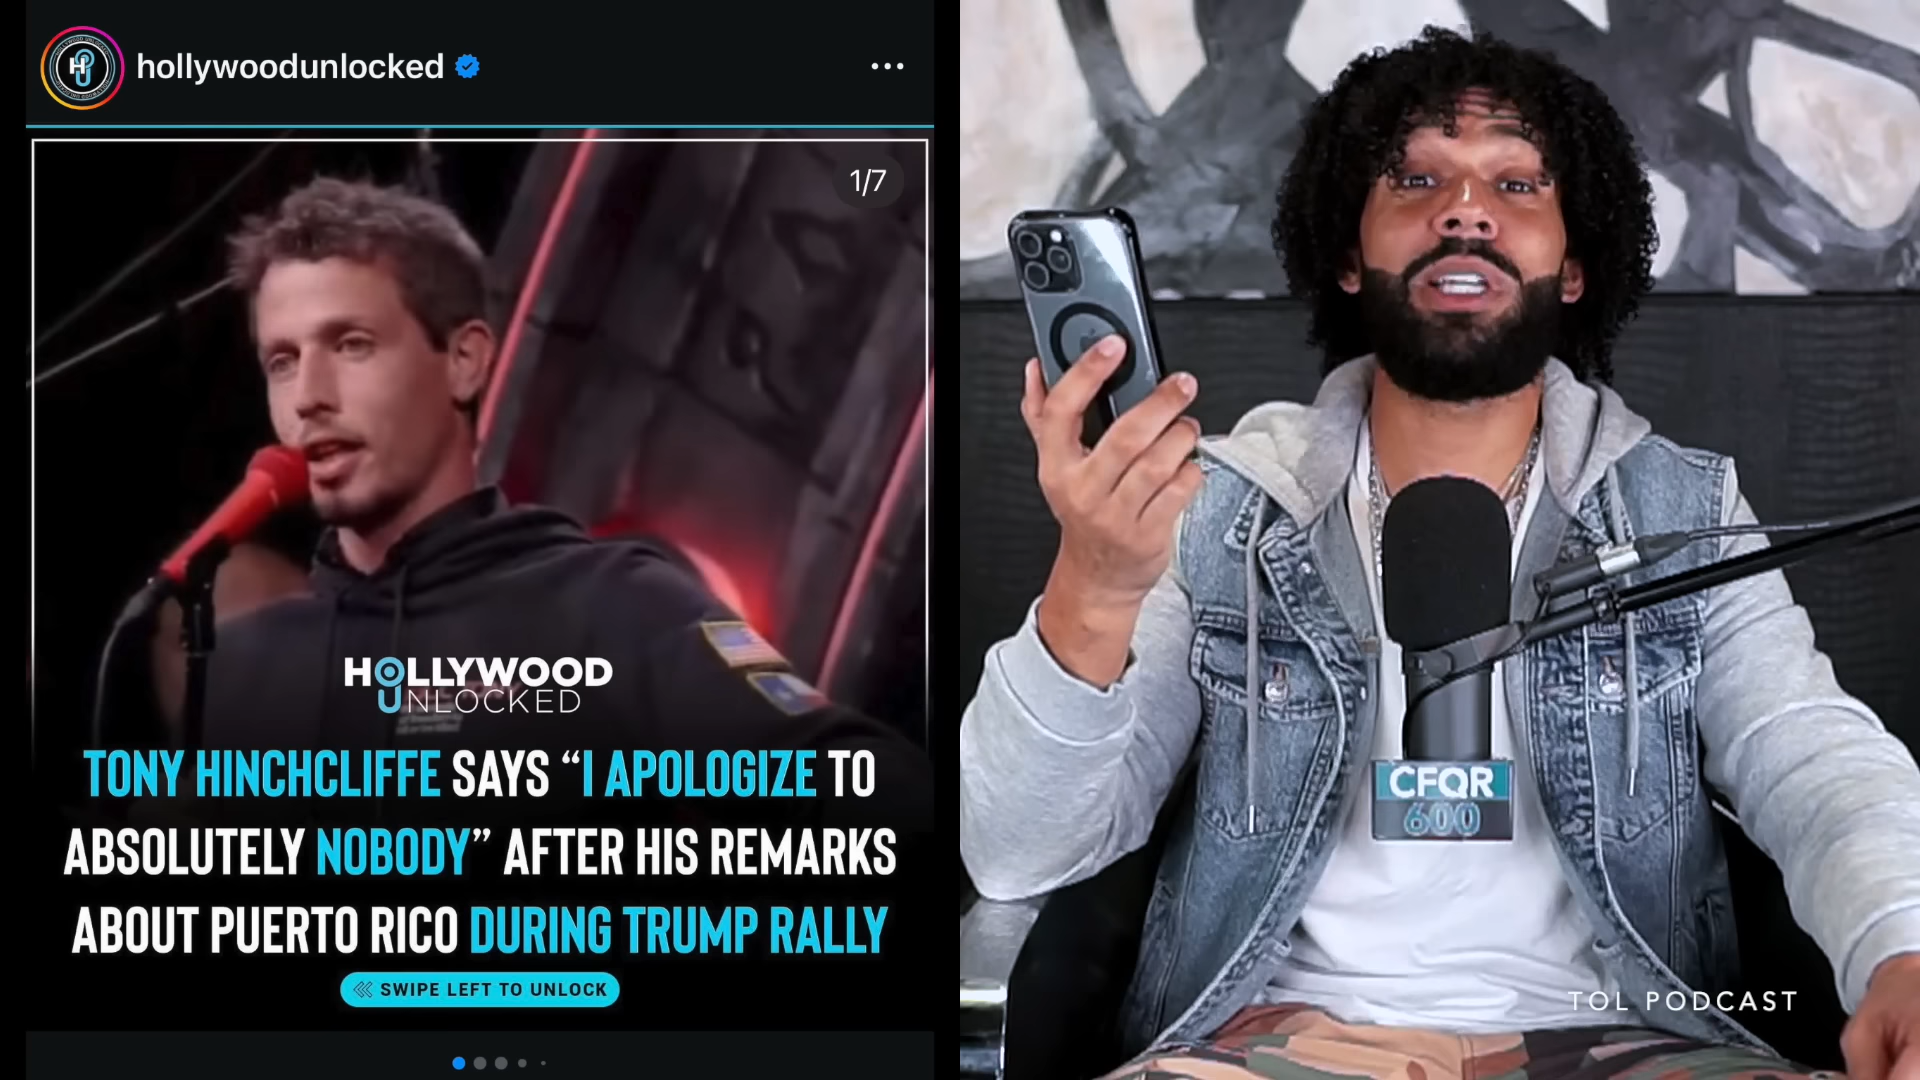 hollywoodunlocked
1/7
HOLLYWOOD
UNLOCKED
TONY HINCHCLIFFE SAYS “I APOLOGIZE TO
ABSOLUTELY NOBODY” AFTER HIS REMARKS
ABOUT PUERTO RICO DURING TRUMP RALLY
SWIPE LEFT TO UNLOCK
CFQR
600
TOL PODCAST